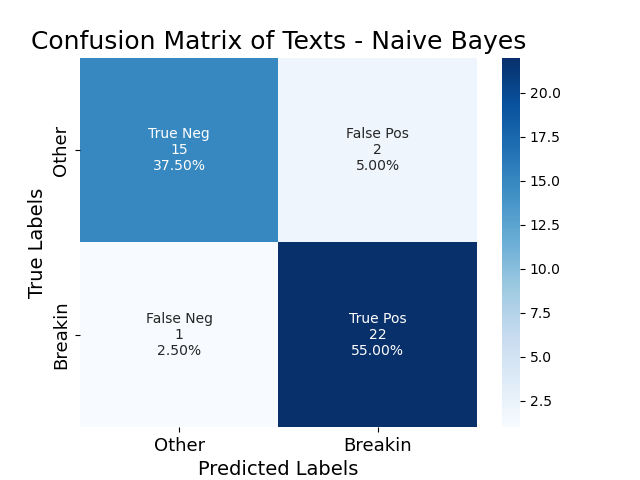 Confusion Matrix of Texts - Naive Bayes
True Labels
Other
Breakin
True Neg
15
37.50%
False Pos
2
5.00%
False Neg
1
2.50%
True Pos
22
55.00%
Other
Breakin
Predicted Labels
20.0
17.5
15.0
12.5
10.0
7.5
5.0
2.5